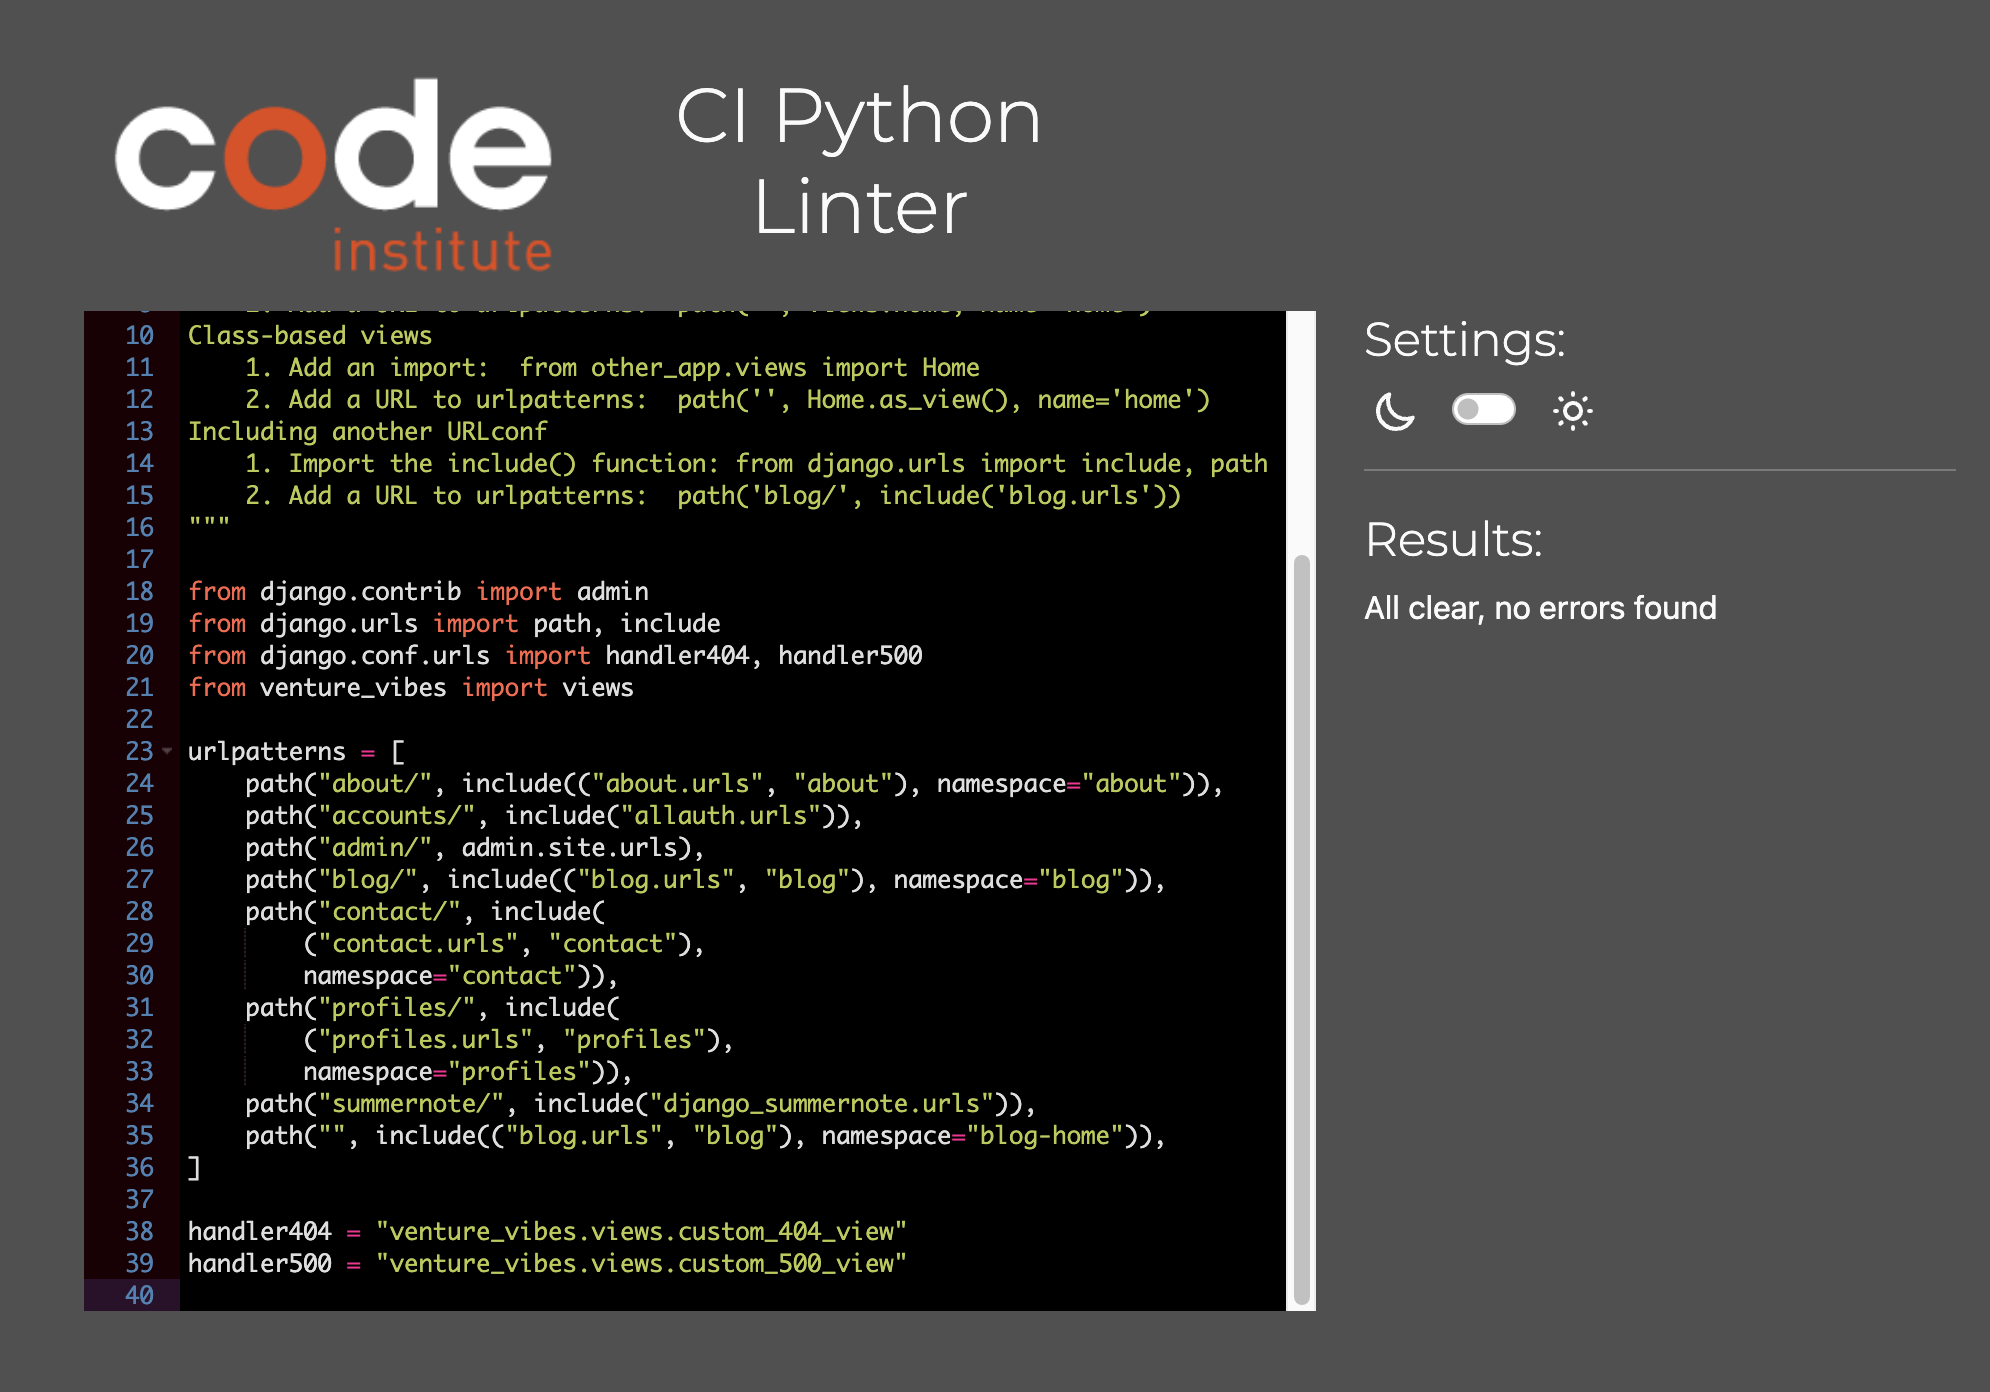 code
institute
CI Python
Linter
10 Class-based views
11     1. Add an import:  from other_app.views import Home
12     2. Add a URL to urlpatterns:  path('', Home.as_view(), name='home')
13 Including another URLconf
14     1. Import the include() function: from django.urls import include, path
15     2. Add a URL to urlpatterns:  path('blog/', include('blog.urls'))
16 """
17
18 from django.contrib import admin
19 from django.urls import path, include
20 from django.conf.urls import handler404, handler500
21 from venture_vibes import views
22
23 urlpatterns = [
24     path("about/", include(("about.urls", "about"), namespace="about")),
25     path("accounts/", include("allauth.urls")),
26     path("admin/", admin.site.urls),
27     path("blog/", include(("blog.urls", "blog"), namespace="blog")),
28     path("contact/", include(
29         ("contact.urls", "contact"),
30         namespace="contact")),
31     path("profiles/", include(
32         ("profiles.urls", "profiles"),
33         namespace="profiles")),
34     path("summernote/", include("django_summernote.urls")),
35     path("", include(("blog.urls", "blog"), namespace="blog-home")),
36 ]
37
38 handler404 = "venture_vibes.views.custom_404_view"
39 handler500 = "venture_vibes.views.custom_500_view"
40
Settings:
Results:
All clear, no errors found